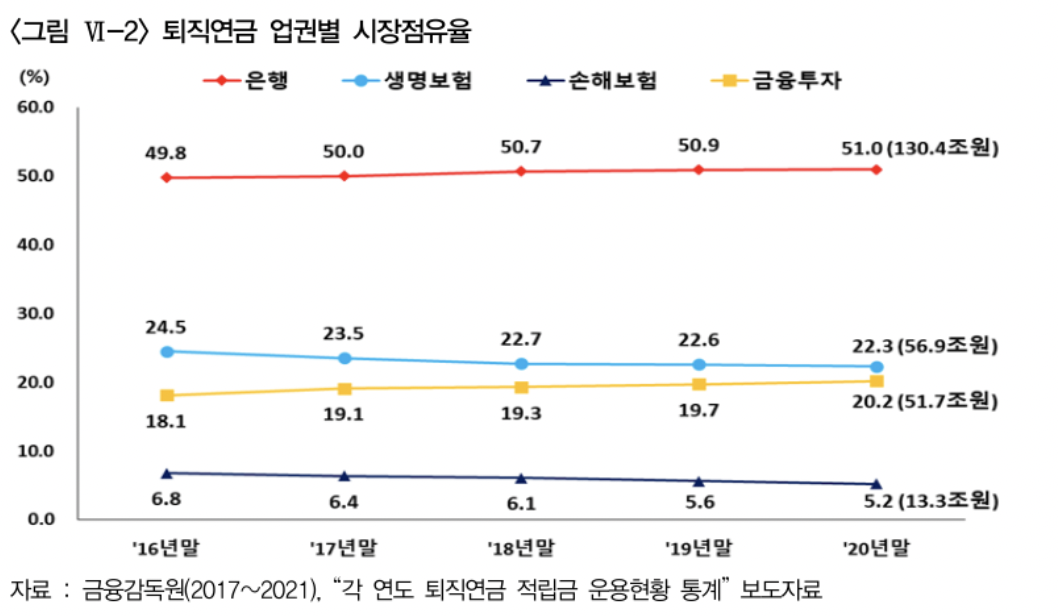 〈그림 Ⅵ-2〉 퇴직연금 업권별 시장점유율
(%)
은행 생명보험 손해보험 금융투자
60.0
50.0
40.0
30.0
20.0
10.0
0.0
49.8 50.0 50.7 50.9 51.0 (130.4조원)
24.5 23.5 22.7 22.6 22.3 (56.9조원)
18.1 19.1 19.3 19.7 20.2 (51.7조원)
6.8 6.4 6.1 5.6 5.2 (13.3조원)
'16년말 '17년말 '18년말 '19년말 '20년말
자료 : 금융감독원(2017~2021), “각 연도 퇴직연금 적립금 운용현황 통계” 보도자료